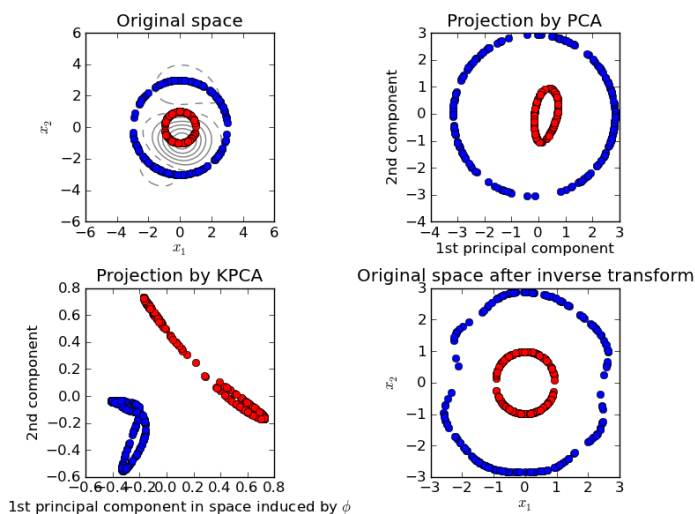 Original space
6
4
2
0
−2
−4
−6
x₂
−6 −4 −2 0 2 4 6
x₁
Projection by PCA
3
2
1
0
−1
−2
−3
−4
2nd component
−4 −3 −2 −1 0 1 2 3
1st principal component
Projection by KPCA
0.8
0.6
0.4
0.2
0.0
−0.2
−0.4
−0.6
2nd component
−0.6 −0.4 −0.2 0.0 0.2 0.4 0.6 0.8
1st principal component in space induced by ϕ
Original space after inverse transform
3
2
1
0
−1
−2
−3
x₂
−3 −2 −1 0 1 2 3
x₁